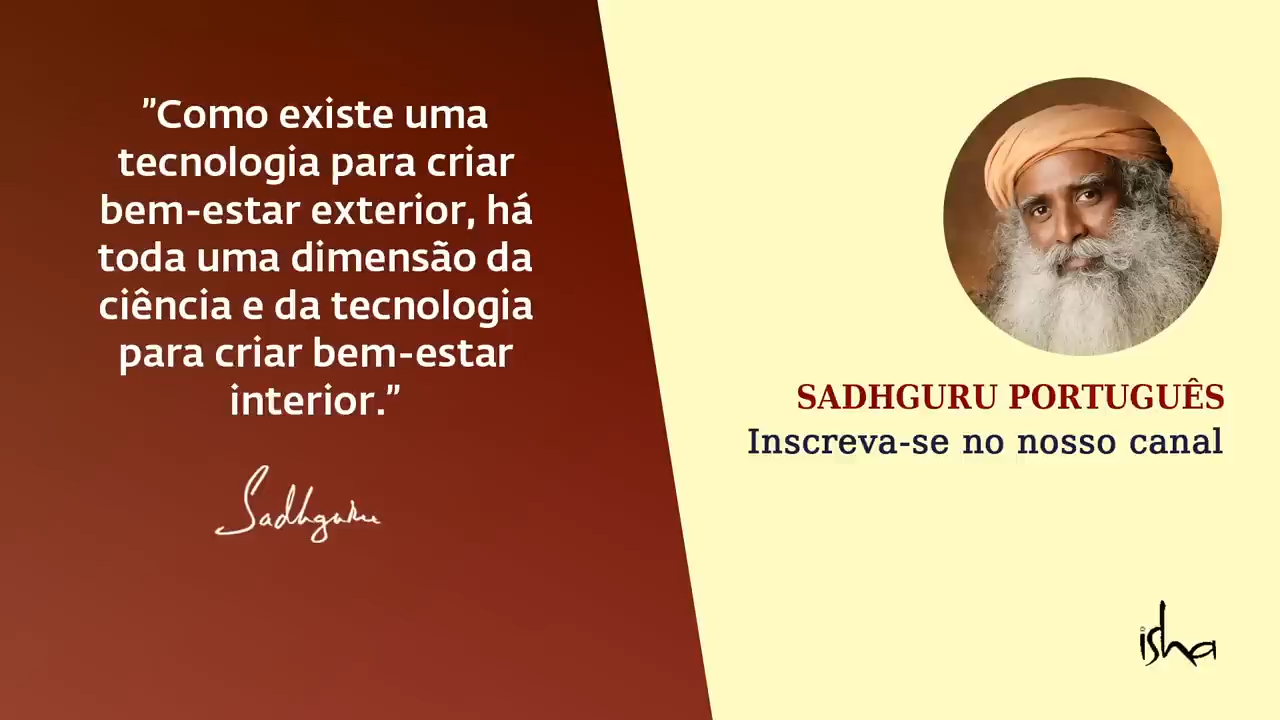 "Como existe uma
tecnologia para criar
bem-estar exterior, há
toda uma dimensão da
ciência e da tecnologia
para criar bem-estar
interior."
Sadhguru
SADHGURU PORTUGUÊS
Inscreva-se no nosso canal
isha